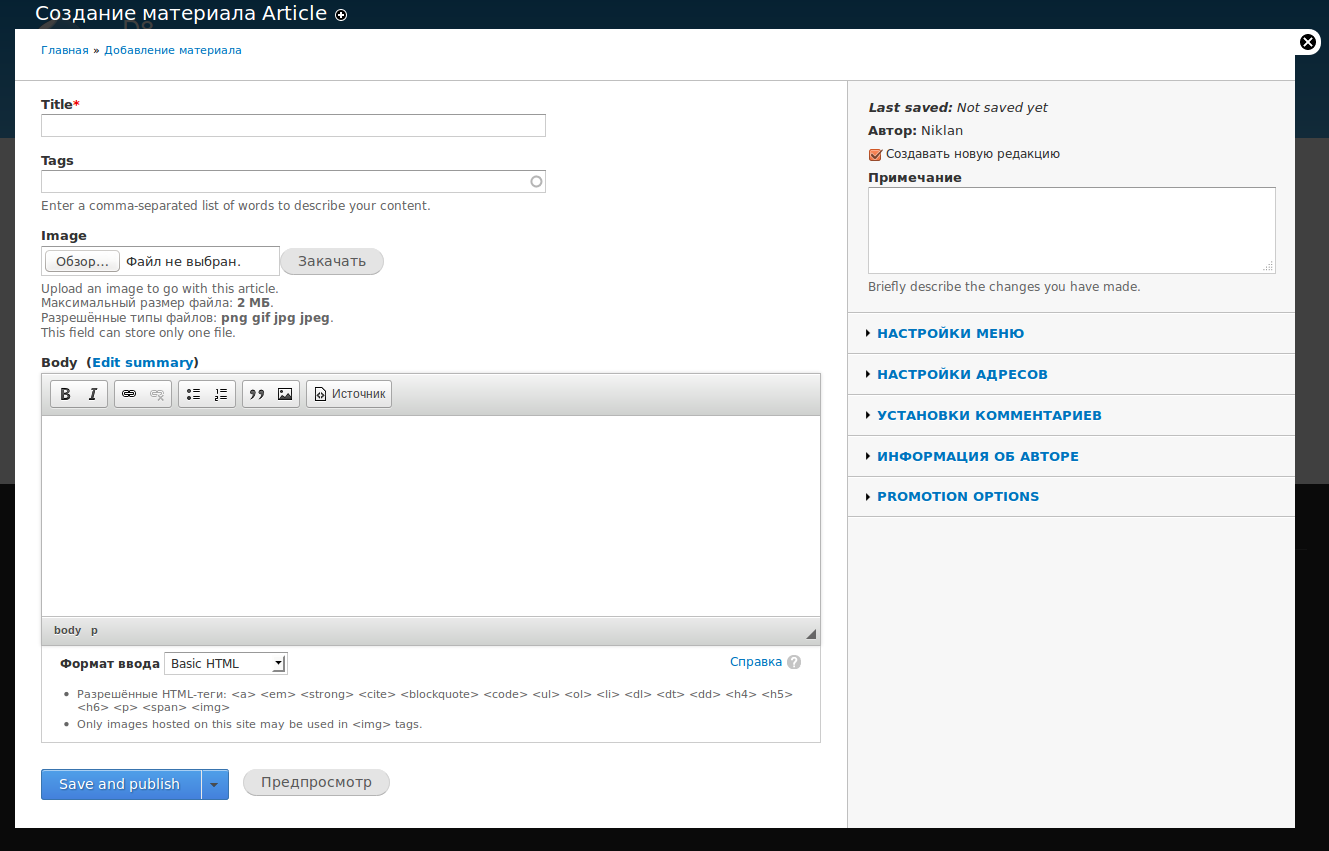 Создание материала Article
D8
Главная » Добавление материала
Title*
Tags
Enter a comma-separated list of words to describe your content.
Image
Обзор... Файл не выбран. Закачать
Upload an image to go with this article.
Максимальный размер файла: 2 МБ.
Разрешённые типы файлов: png gif jpg jpeg.
This field can store only one file.
Body (Edit summary)
B I Источник
body p
Формат ввода Basic HTML Справка ?
Разрешённые HTML-теги: <a> <em> <strong> <cite> <blockquote> <code> <ul> <ol> <li> <dl> <dt> <dd> <h4> <h5>
<h6> <p> <span> <img>
Only images hosted on this site may be used in <img> tags.
Save and publish Предпросмотр
Last saved: Not saved yet
Автор: Niklan
Создавать новую редакцию
Примечание
Briefly describe the changes you have made.
НАСТРОЙКИ МЕНЮ
НАСТРОЙКИ АДРЕСОВ
УСТАНОВКИ КОММЕНТАРИЕВ
ИНФОРМАЦИЯ ОБ АВТОРЕ
PROMOTION OPTIONS